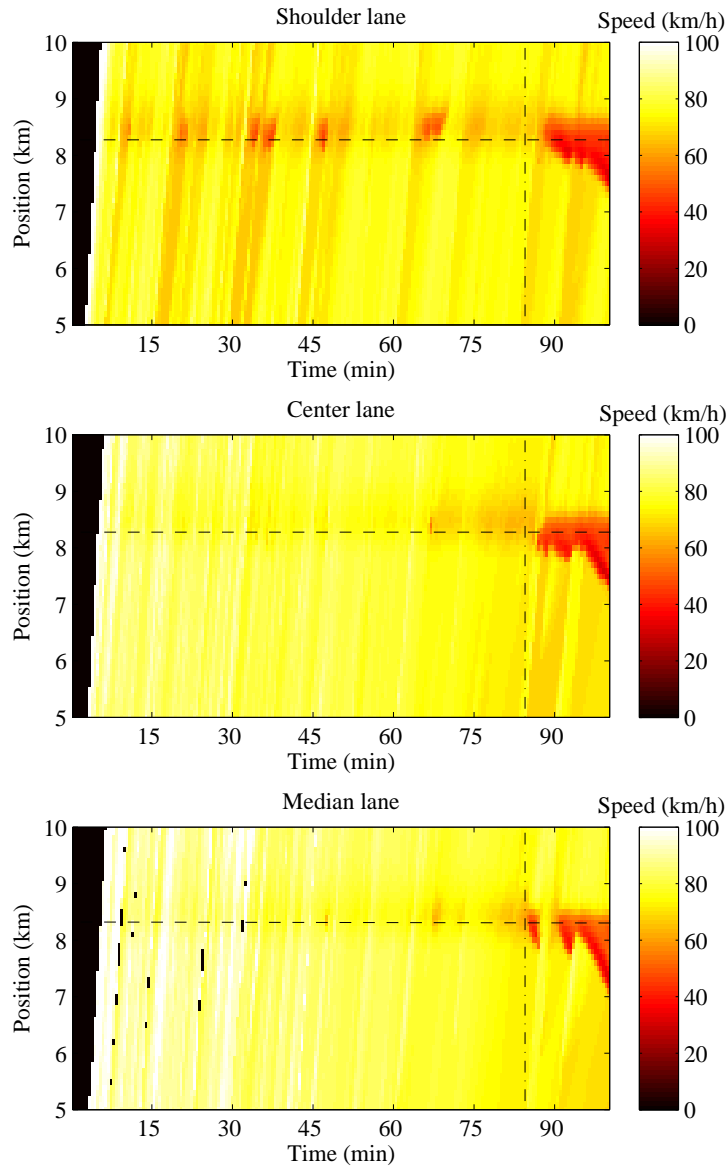 Shoulder lane
Speed (km/h)
10
9
8
7
6
5
Position (km)
15 30 45 60 75 90
Time (min)
100
80
60
40
20
0
Center lane
Speed (km/h)
10
9
8
7
6
5
Position (km)
15 30 45 60 75 90
Time (min)
100
80
60
40
20
0
Median lane
Speed (km/h)
10
9
8
7
6
5
Position (km)
15 30 45 60 75 90
Time (min)
100
80
60
40
20
0